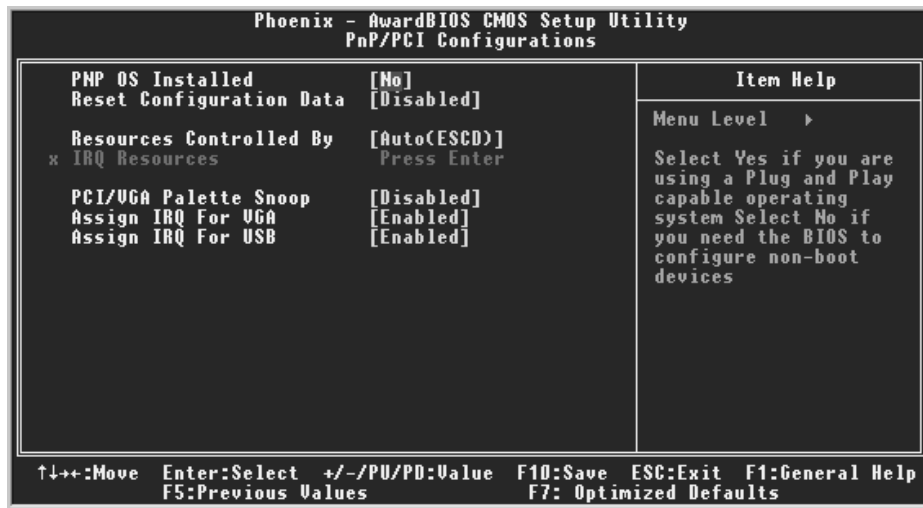 Phoenix - AwardBIOS CMOS Setup Utility
PnP/PCI Configurations
PNP OS Installed [No]
Reset Configuration Data [Disabled]
Resources Controlled By [Auto(ESCD)]
x IRQ Resources Press Enter
PCI/VGA Palette Snoop [Disabled]
Assign IRQ For VGA [Enabled]
Assign IRQ For USB [Enabled]
Item Help
Menu Level ▸
Select Yes if you are
using a Plug and Play
capable operating
system Select No if
you need the BIOS to
configure non-boot
devices
↑↓→←:Move Enter:Select +/-/PU/PD:Value F10:Save ESC:Exit F1:General Help
F5:Previous Values F7: Optimized Defaults